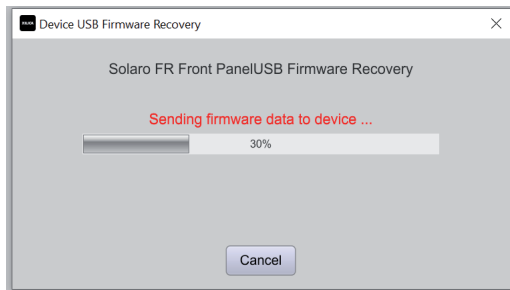 Device USB Firmware Recovery
Solaro FR Front PanelUSB Firmware Recovery
Sending firmware data to device ...
30%
Cancel